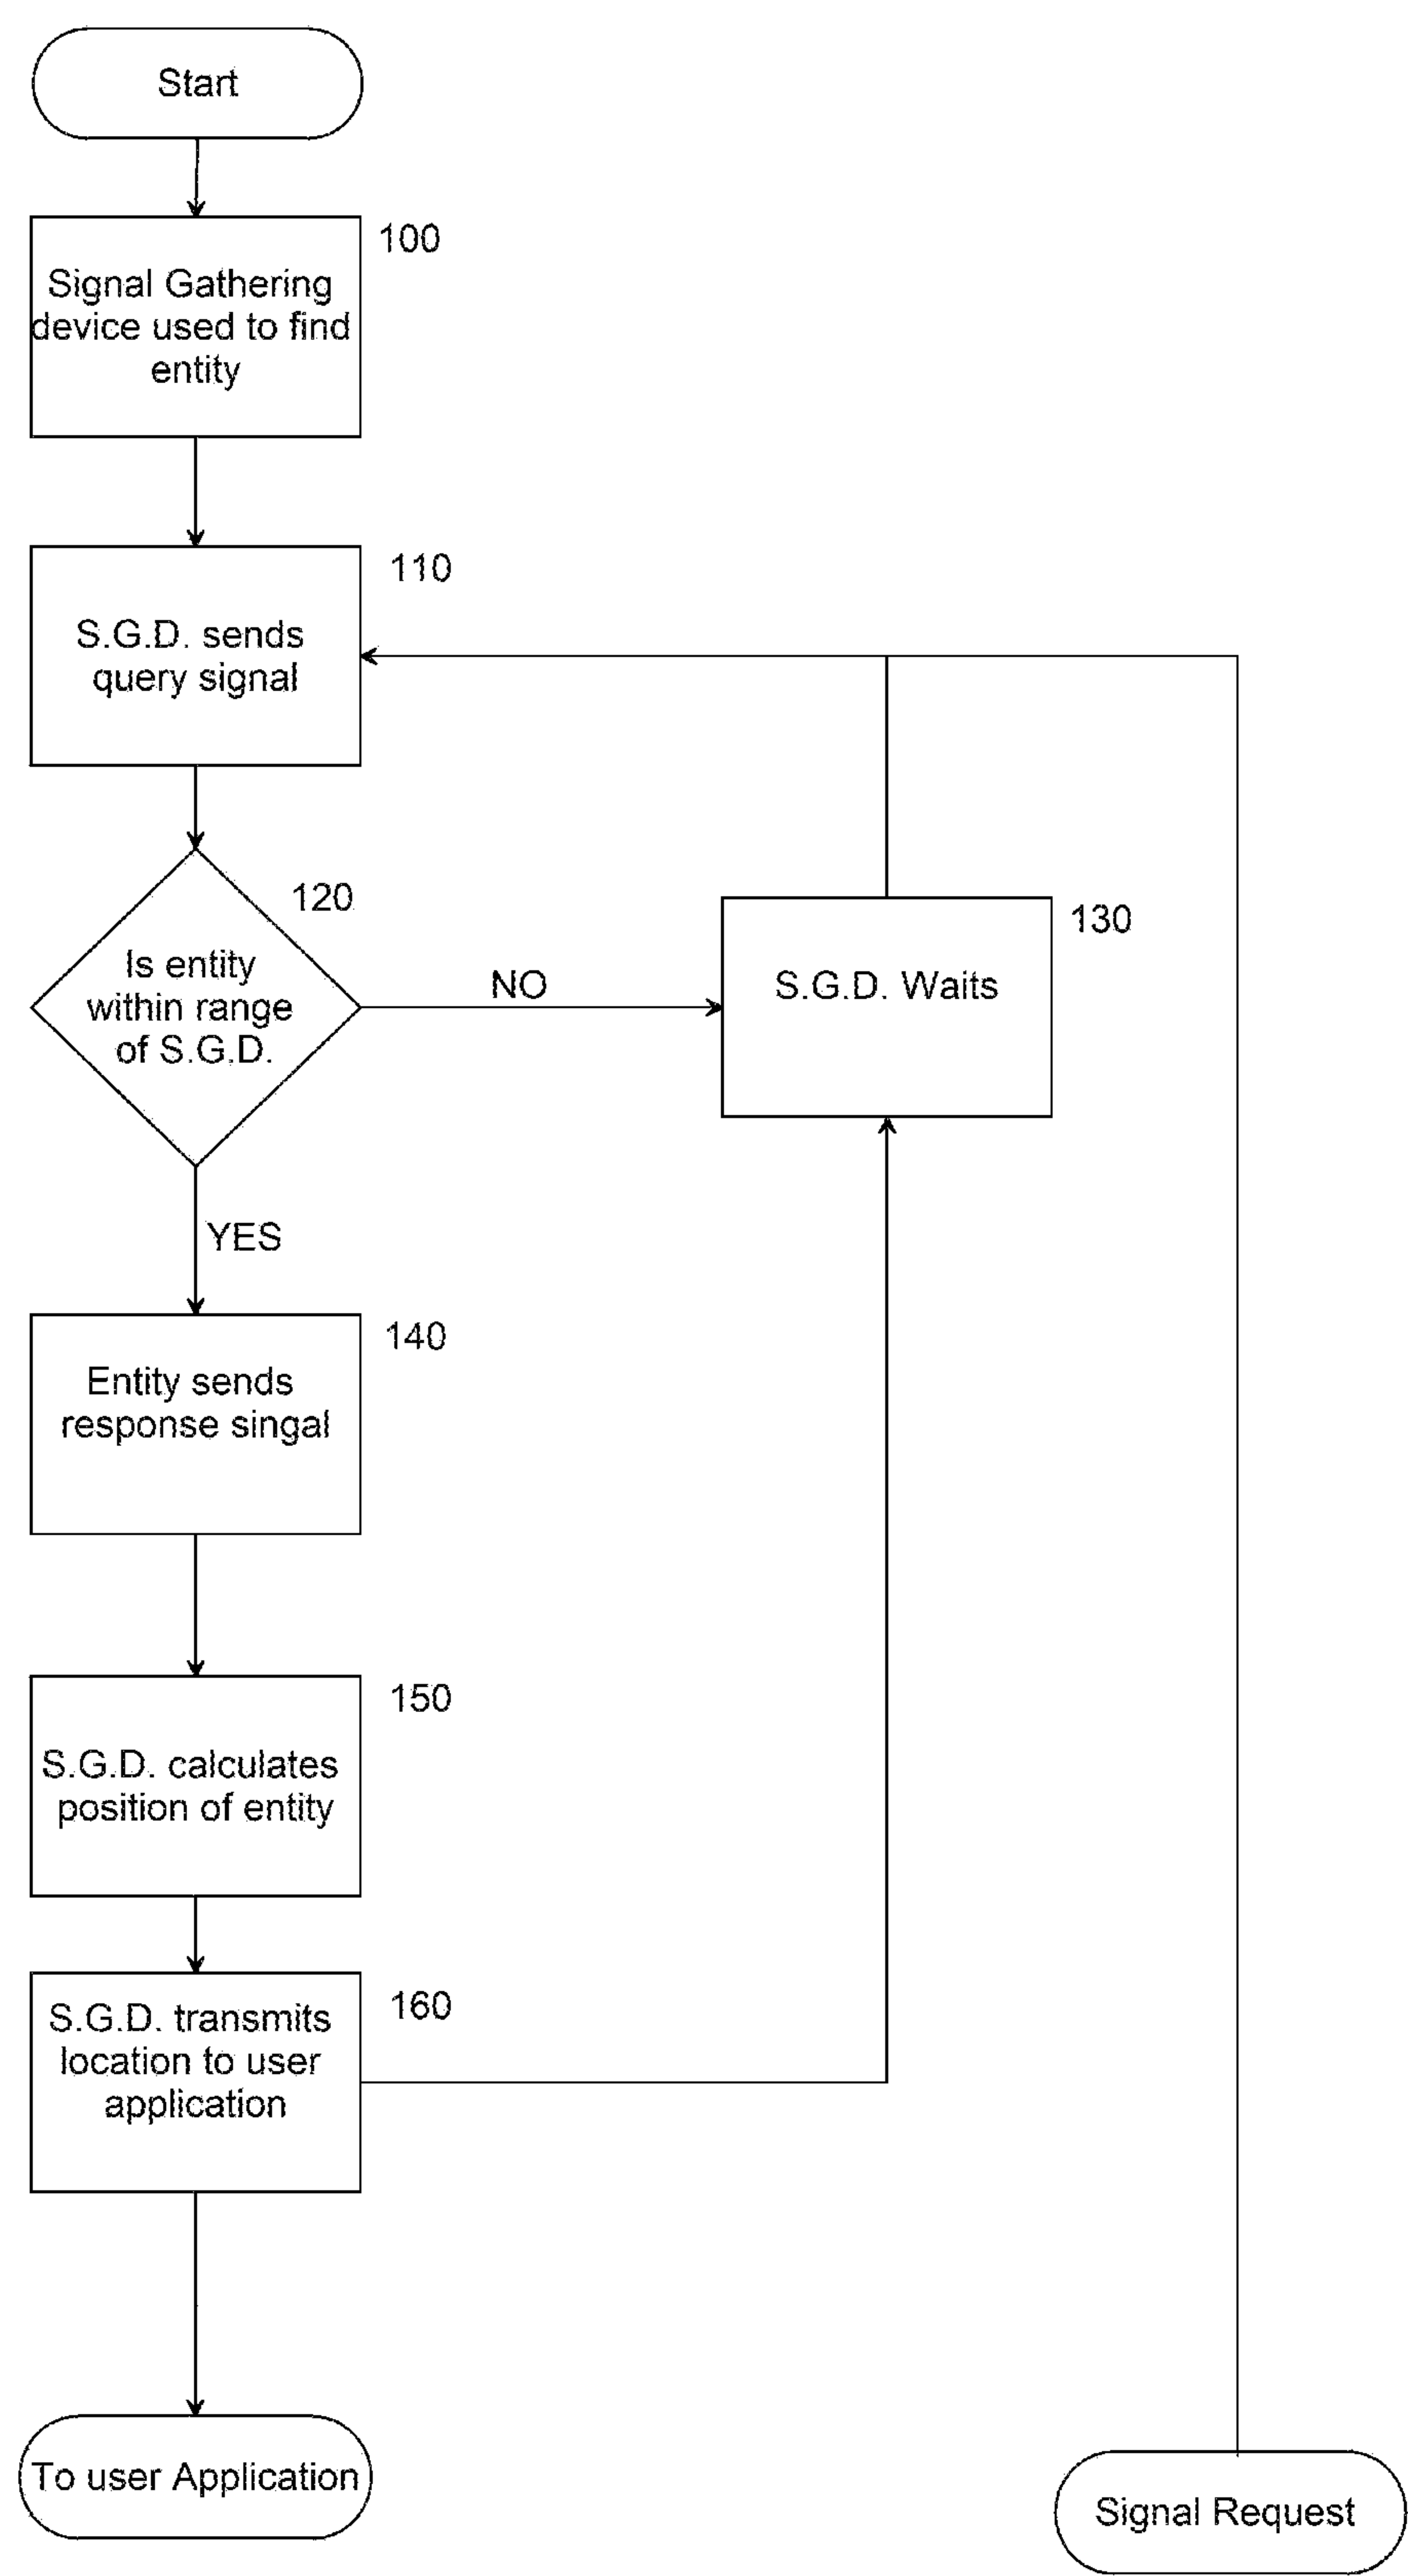 Start
100
Signal Gathering
device used to find
entity
110
S.G.D. sends
query signal
120
Is entity
within range
of S.G.D.
NO
130
S.G.D. Waits
YES
140
Entity sends
response singal
150
S.G.D. calculates
position of entity
160
S.G.D. transmits
location to user
application
To user Application
Signal Request